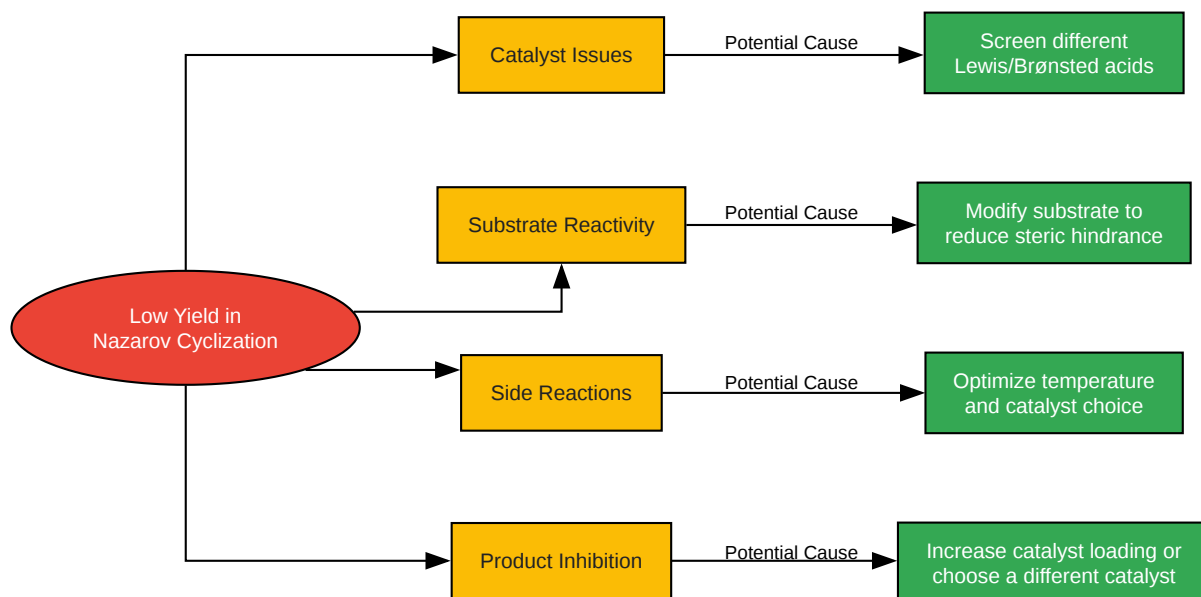 Catalyst Issues
Potential Cause
Screen different
Lewis/Brønsted acids
Substrate Reactivity
Potential Cause
Modify substrate to
reduce steric hindrance
Low Yield in
Nazarov Cyclization
Side Reactions
Potential Cause
Optimize temperature
and catalyst choice
Product Inhibition
Potential Cause
Increase catalyst loading or
choose a different catalyst